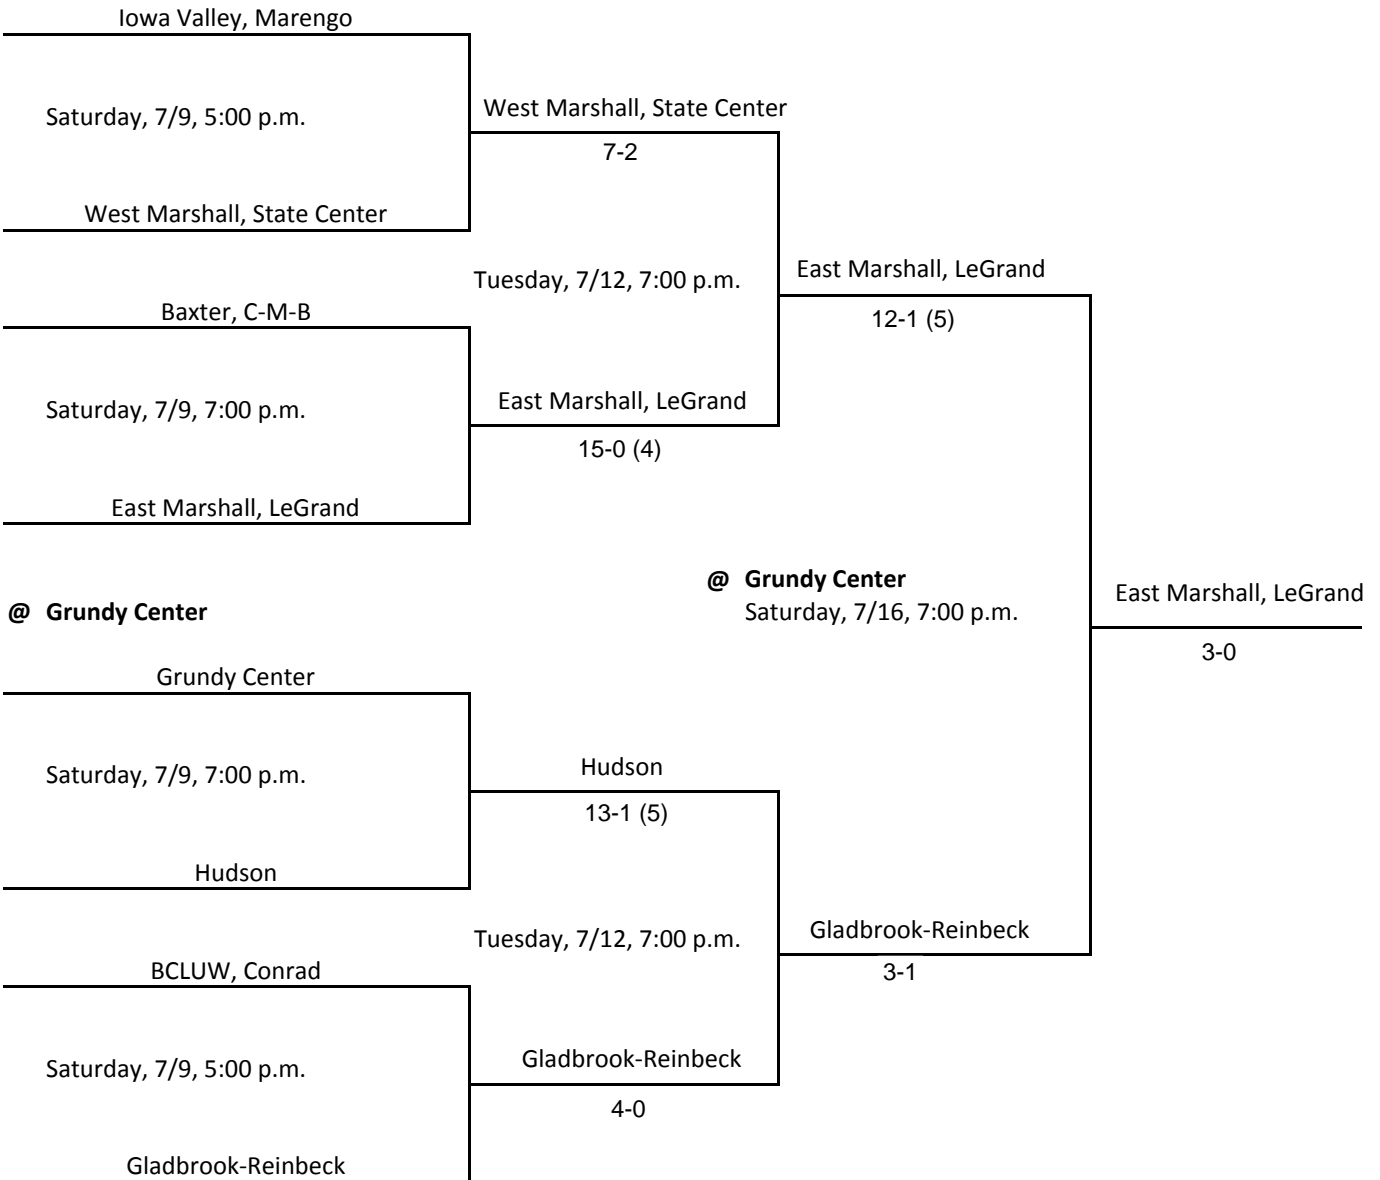 Iowa Valley, Marengo
Saturday, 7/9, 5:00 p.m.
West Marshall, State Center
7-2
West Marshall, State Center
Tuesday, 7/12, 7:00 p.m.
East Marshall, LeGrand
12-1 (5)
Baxter, C-M-B
Saturday, 7/9, 7:00 p.m.
East Marshall, LeGrand
15-0 (4)
East Marshall, LeGrand
@ Grundy Center
Saturday, 7/16, 7:00 p.m.
East Marshall, LeGrand
3-0
@ Grundy Center
Grundy Center
Saturday, 7/9, 7:00 p.m.
Hudson
13-1 (5)
Hudson
Tuesday, 7/12, 7:00 p.m.
Gladbrook-Reinbeck
3-1
BCLUW, Conrad
Saturday, 7/9, 5:00 p.m.
Gladbrook-Reinbeck
4-0
Gladbrook-Reinbeck